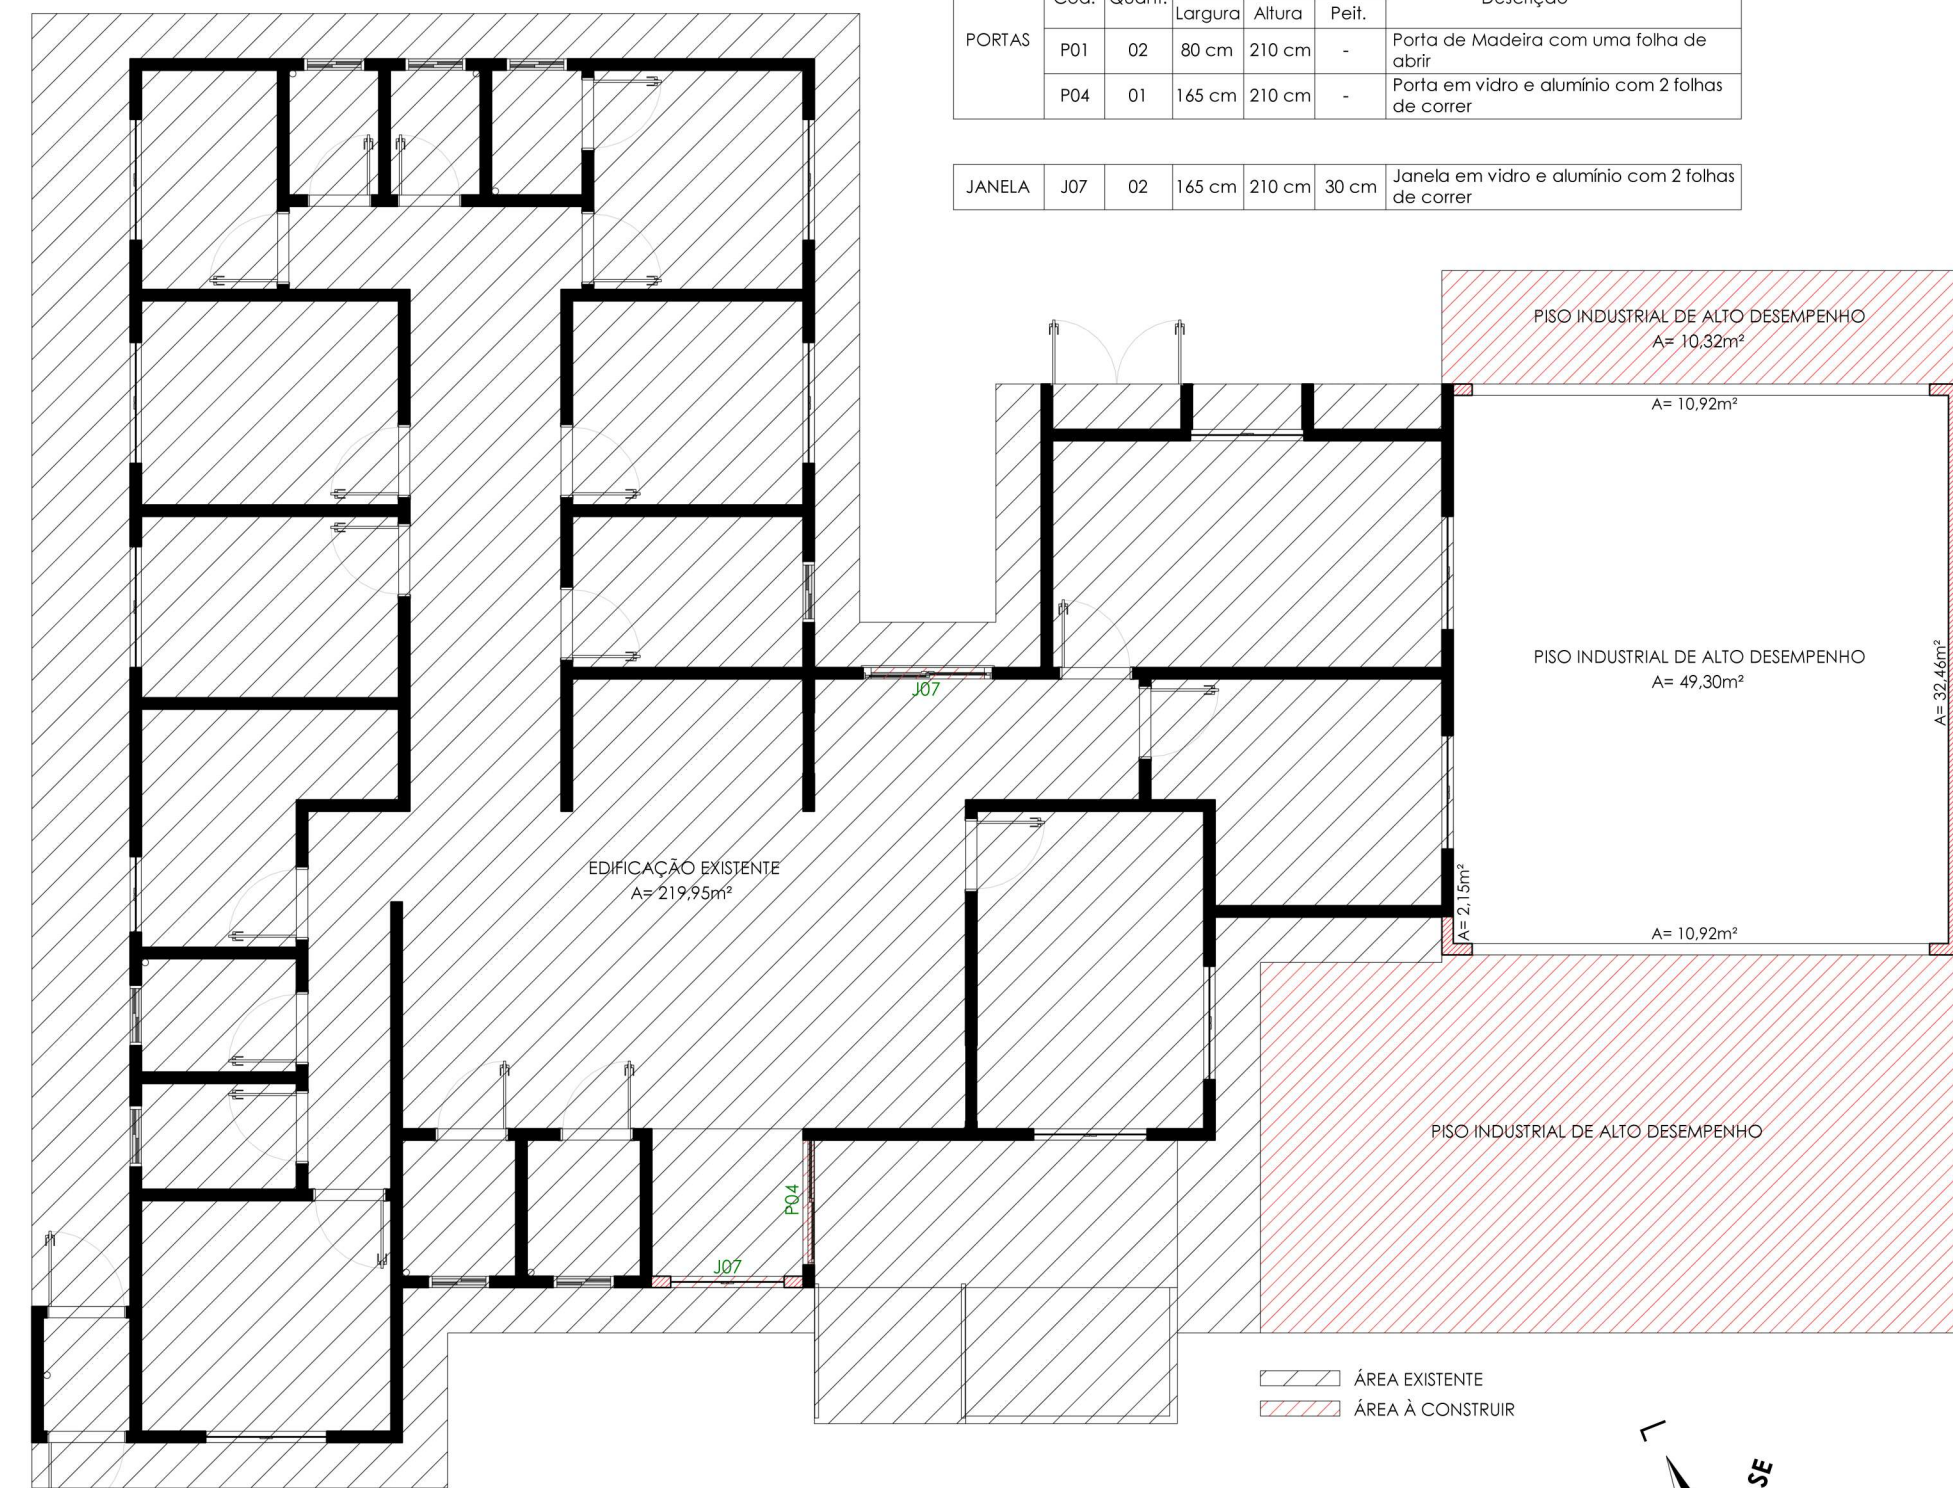 Cód. Quant. Largura Altura Peit. Descrição
PORTAS
P01 02 80 cm 210 cm - Porta de Madeira com uma folha de
abrir
P04 01 165 cm 210 cm - Porta em vidro e alumínio com 2 folhas
de correr
JANELA J07 02 165 cm 210 cm 30 cm Janela em vidro e alumínio com 2 folhas
de correr
PISO INDUSTRIAL DE ALTO DESEMPENHO
A= 10,32m²
A= 10,92m²
PISO INDUSTRIAL DE ALTO DESEMPENHO
A= 49,30m²
A= 32,46m²
J07
EDIFICAÇÃO EXISTENTE
A= 219,95m²
A= 2,15m²
A= 10,92m²
PISO INDUSTRIAL DE ALTO DESEMPENHO
P04
J07
ÁREA EXISTENTE
ÁREA À CONSTRUIR
L
SE